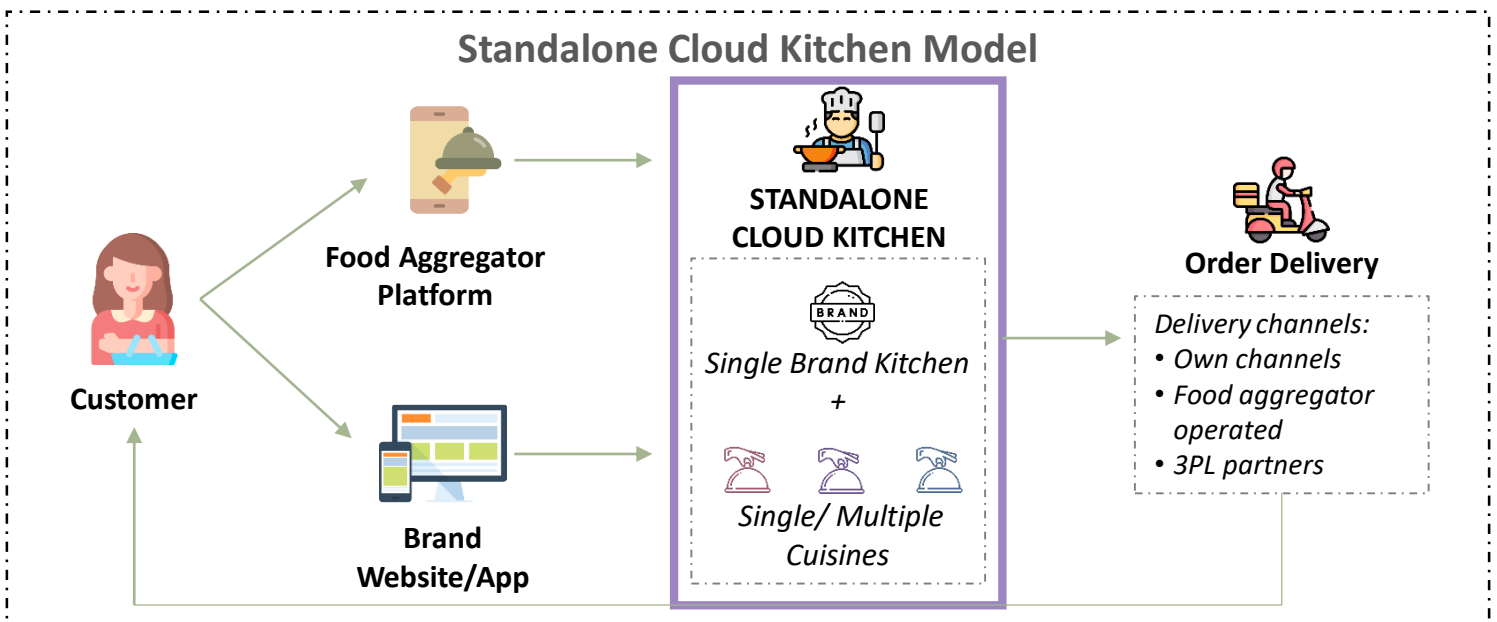 Standalone Cloud Kitchen Model
Customer
Food Aggregator
Platform
Brand
Website/App
STANDALONE
CLOUD KITCHEN
BRAND
Single Brand Kitchen
+
Single/ Multiple
Cuisines
Order Delivery
Delivery channels:
• Own channels
• Food aggregator
operated
• 3PL partners